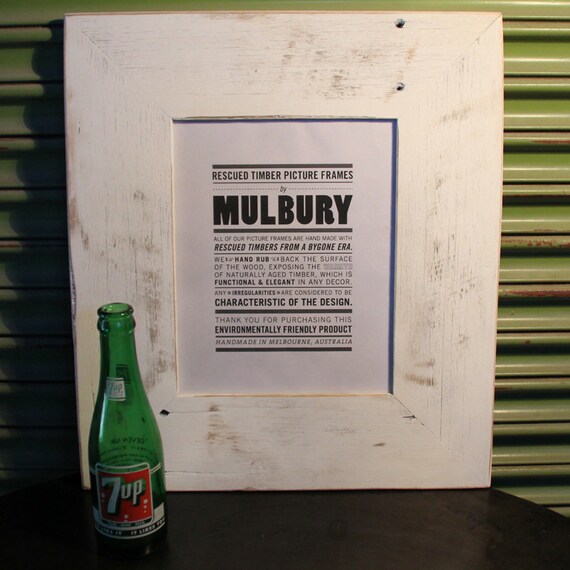 RESCUED TIMBER PICTURE FRAMES
by
MULBURY
ALL OF OUR PICTURE FRAMES ARE HAND MADE WITH
RESCUED TIMBERS FROM A BYGONE ERA.
WE HAND RUB BACK THE SURFACE
OF THE WOOD, EXPOSING THE
OF NATURALLY AGED TIMBER, WHICH IS
FUNCTIONAL & ELEGANT IN ANY DECOR.
ANY IRREGULARITIES ARE CONSIDERED TO BE
CHARACTERISTIC OF THE DESIGN.
THANK YOU FOR PURCHASING THIS
ENVIRONMENTALLY FRIENDLY PRODUCT
HANDMADE IN MELBOURNE, AUSTRALIA
7up